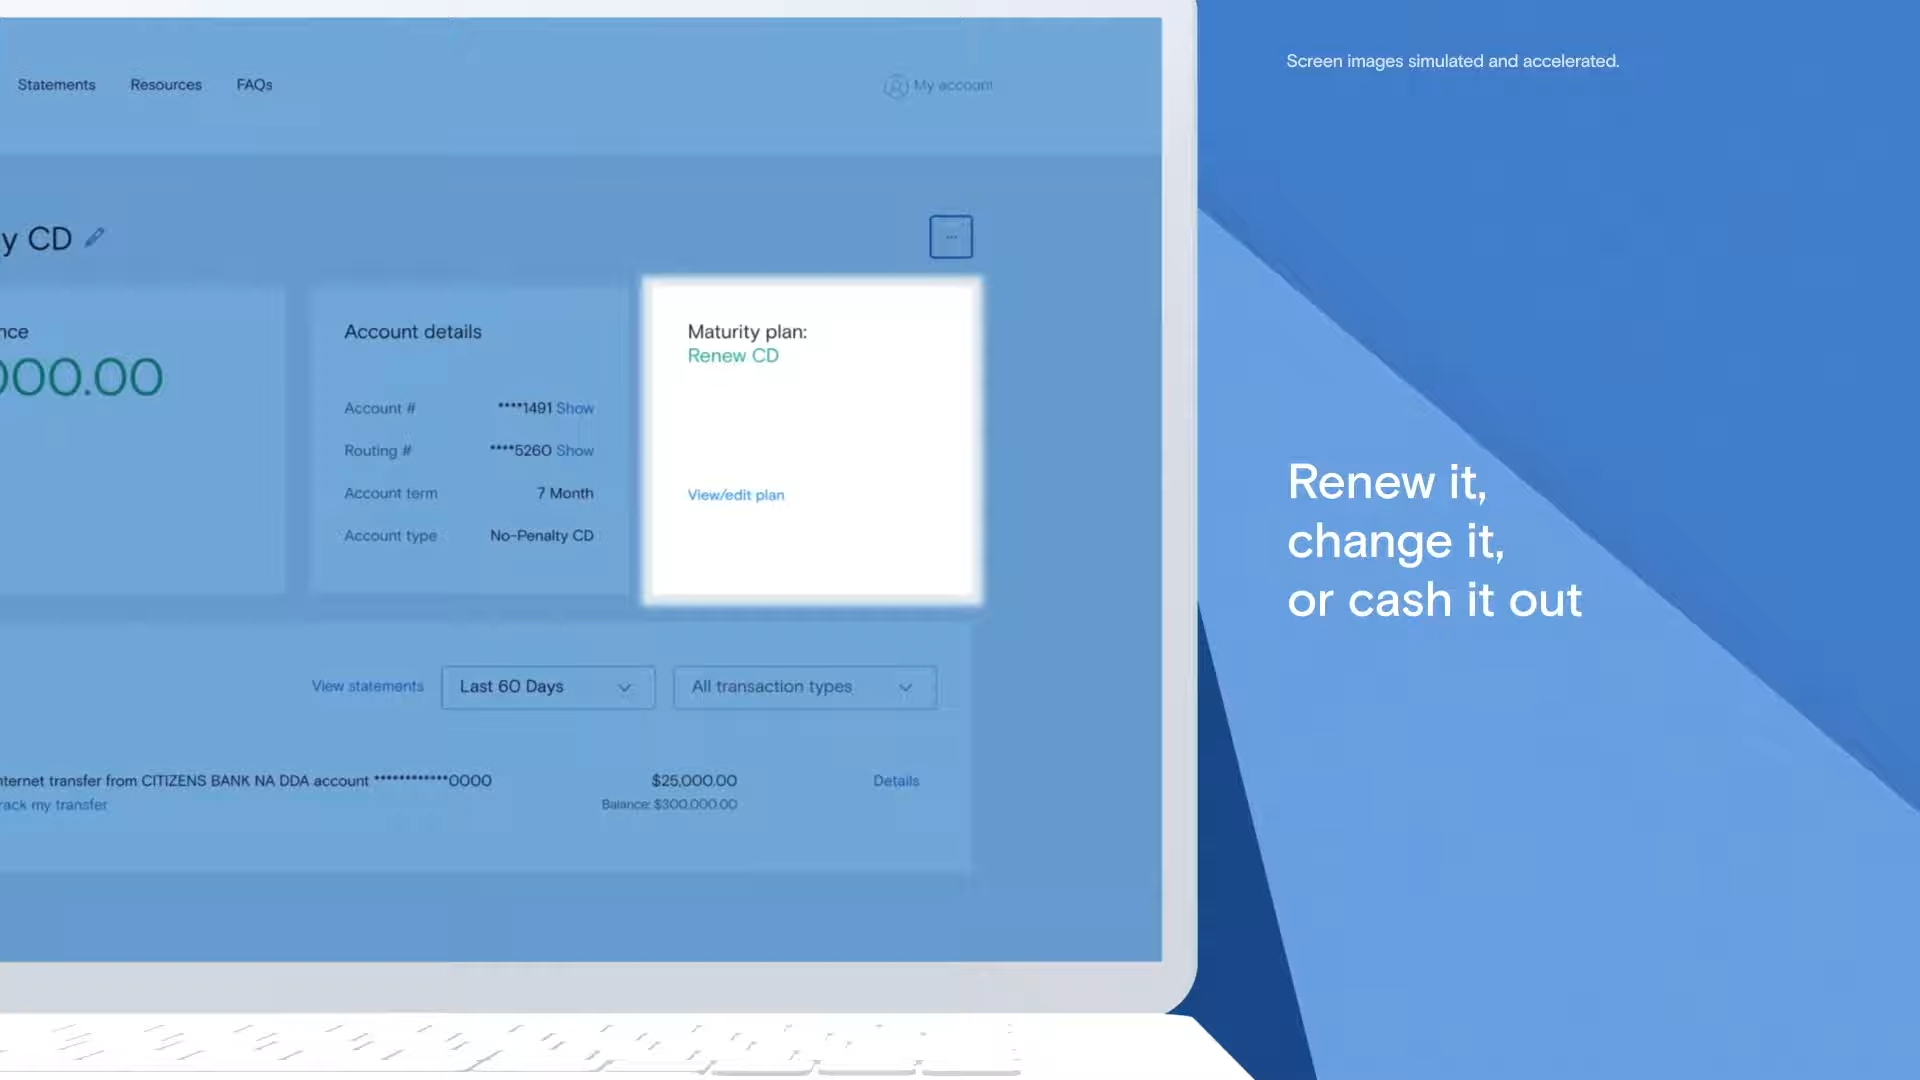 Screen images simulated and accelerated.
Statements Resources FAQs My account
y CD
nce
000.00
Account details
Account # ****1491 Show
Routing # ****5260 Show
Account term 7 Month
Account type No-Penalty CD
Maturity plan:
Renew CD
View/edit plan
Renew it,
change it,
or cash it out
View statements Last 60 Days All transaction types
nternet transfer from CITIZENS BANK NA DDA account ************0000 $25,000.00 Details
rack my transfer Balance: $300,000.00